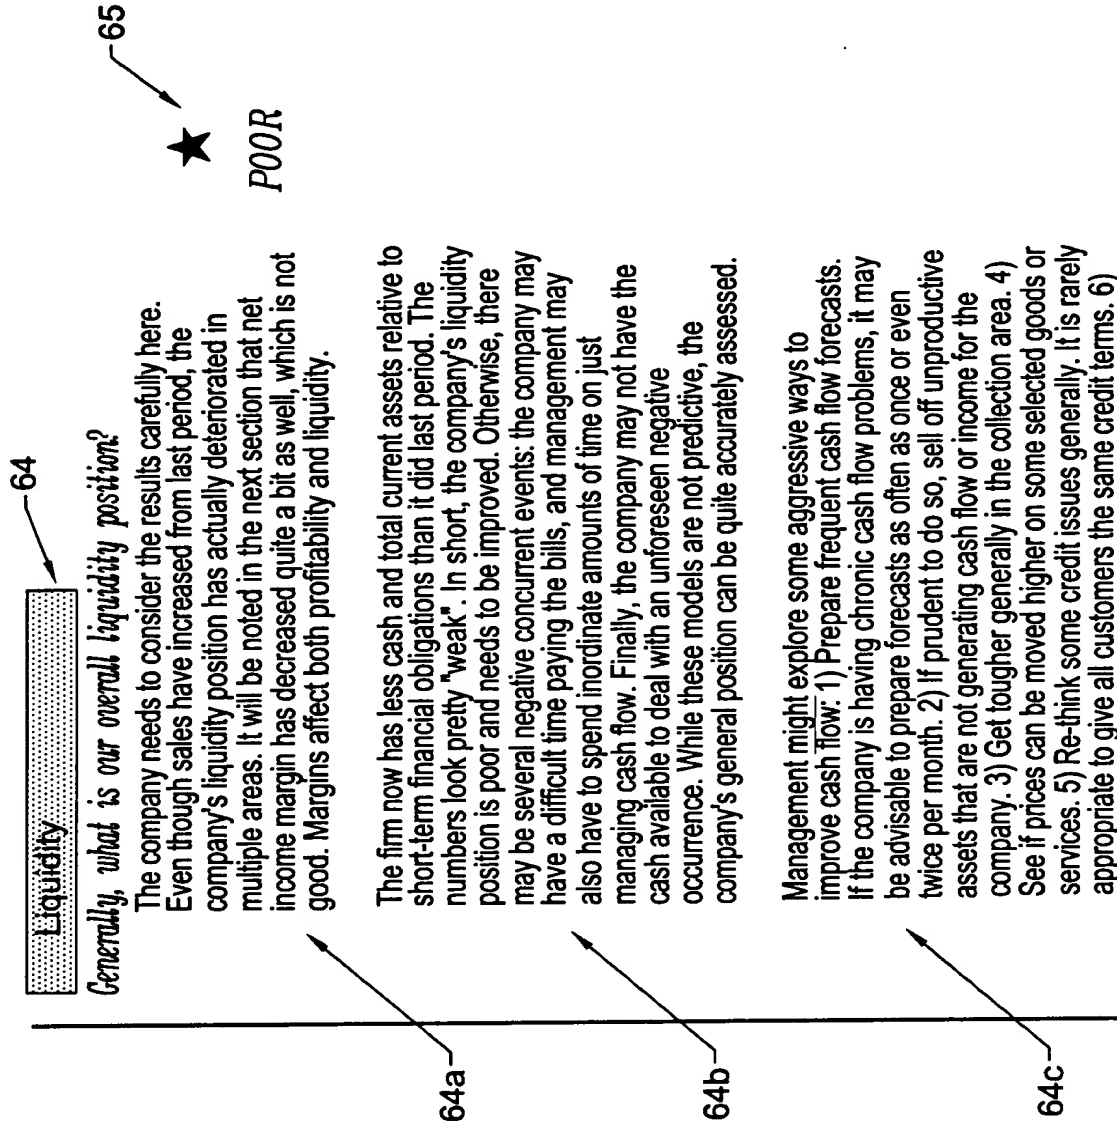 64
Liquidity
Generally, what is our overall liquidity position?
65
POOR
The company needs to consider the results carefully here.
Even though sales have increased from last period, the
company's liquidity position has actually deteriorated in
multiple areas. It will be noted in the next section that net
income margin has decreased quite a bit as well, which is not
good. Margins affect both profitability and liquidity.
64a
The firm now has less cash and total current assets relative to
short-term financial obligations than it did last period. The
numbers look pretty "weak". In short, the company's liquidity
position is poor and needs to be improved. Otherwise, there
may be several negative concurrent events: the company may
have a difficult time paying the bills, and management may
also have to spend inordinate amounts of time on just
managing cash flow. Finally, the company may not have the
cash available to deal with an unforeseen negative
occurrence. While these models are not predictive, the
company's general position can be quite accurately assessed.
64b
Management might explore some aggressive ways to
improve cash flow: 1) Prepare frequent cash flow forecasts.
If the company is having chronic cash flow problems, it may
be advisable to prepare forecasts as often as once or even
twice per month. 2) If prudent to do so, sell off unproductive
assets that are not generating cash flow or income for the
company. 3) Get tougher generally in the collection area. 4)
See if prices can be moved higher on some selected goods or
services. 5) Re-think some credit issues generally. It is rarely
appropriate to give all customers the same credit terms. 6)
64c